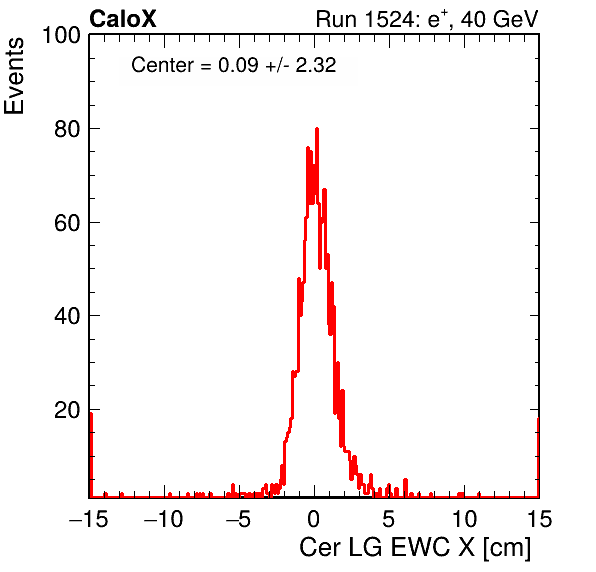 CaloX Run 1524: e⁺, 40 GeV
Center = 0.09 +/- 2.32
Events
100
80
60
40
20
−15 −10 −5 0 5 10 15
Cer LG EWC X [cm]